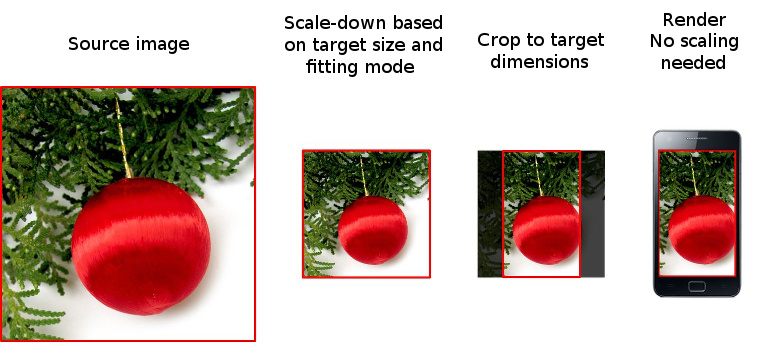 Source image
Scale-down based
on target size and
fitting mode
Crop to target
dimensions
Render
No scaling
needed